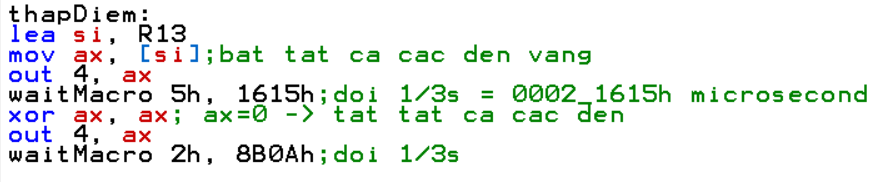 thapDiem:
lea si, R13
mov ax, [si];bat tat ca cac den vang
out 4, ax
waitMacro 5h, 1615h;doi 1/3s = 0002_1615h microsecond
xor ax, ax; ax=0 -> tat tat ca cac den
out 4, ax
waitMacro 2h, 8B0Ah;doi 1/3s